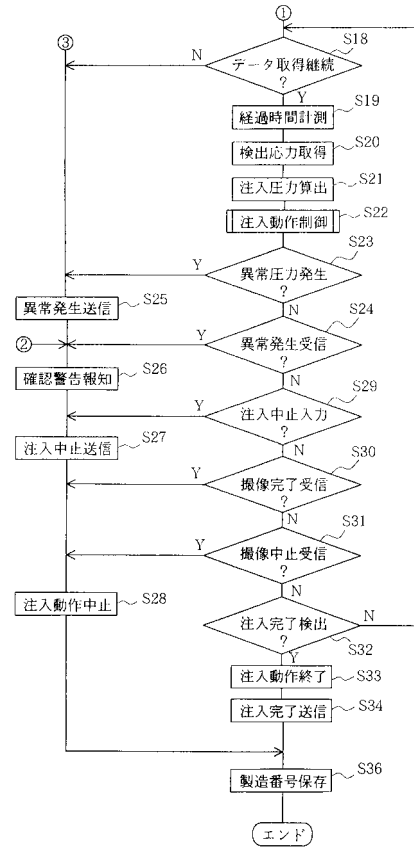 ①
③
S18
N
データ取得継続
?
Y
S19
経過時間計測
S20
検出応力取得
S21
注入圧力算出
S22
注入動作制御
S23
Y
異常圧力発生
?
N
S25
異常発生送信
S24
②
Y
異常発生受信
?
N
S26
確認警告報知
S29
Y
注入中止入力
?
N
S27
注入中止送信
S30
Y
撮像完了受信
?
N
S31
Y
撮像中止受信
?
N
S28
注入動作中止
注入完了検出
?
N
S32
Y
S33
注入動作終了
S34
注入完了送信
S36
製造番号保存
エンド